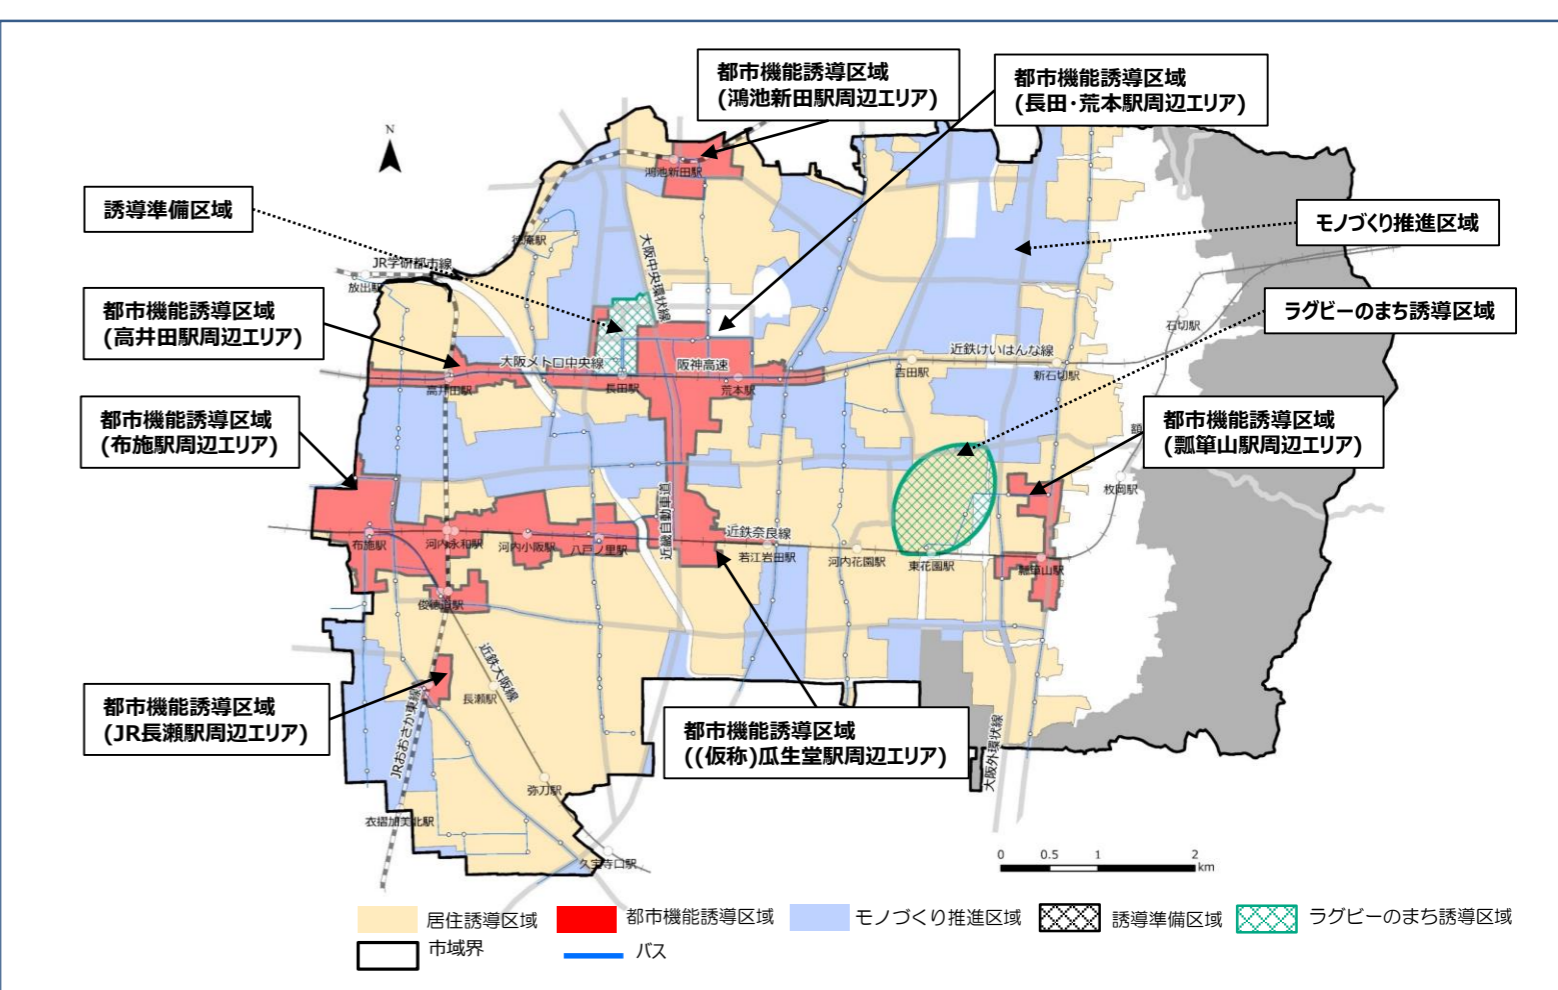 都市機能誘導区域
(鴻池新田駅周辺エリア)
都市機能誘導区域
(長田・荒本駅周辺エリア)
N
誘導準備区域
モノづくり推進区域
鴻池新田駅
徳庵駅
大阪中央環状線
JR学研都市線
放出駅
都市機能誘導区域
(高井田駅周辺エリア)
ラグビーのまち誘導区域
石切駅
大阪メトロ中央線
阪神高速
近鉄けいはんな線
高井田駅
長田駅
荒本駅
吉田駅
新石切駅
都市機能誘導区域
(布施駅周辺エリア)
都市機能誘導区域
(瓢箪山駅周辺エリア)
額
枚岡駅
近畿自動車道
近鉄奈良線
布施駅
河内永和駅
河内小阪駅
八戸ノ里駅
若江岩田駅
河内花園駅
東花園駅
瓢箪山駅
俊徳道駅
近鉄大阪線
長瀬駅
都市機能誘導区域
(JR長瀬駅周辺エリア)
JRおおさか東線
都市機能誘導区域
((仮称)瓜生堂駅周辺エリア)
大阪外環状線
弥刀駅
衣摺加美北駅
久宝寺口駅
0 0.5 1 2
km
居住誘導区域
都市機能誘導区域
モノづくり推進区域
誘導準備区域
ラグビーのまち誘導区域
市域界
バス